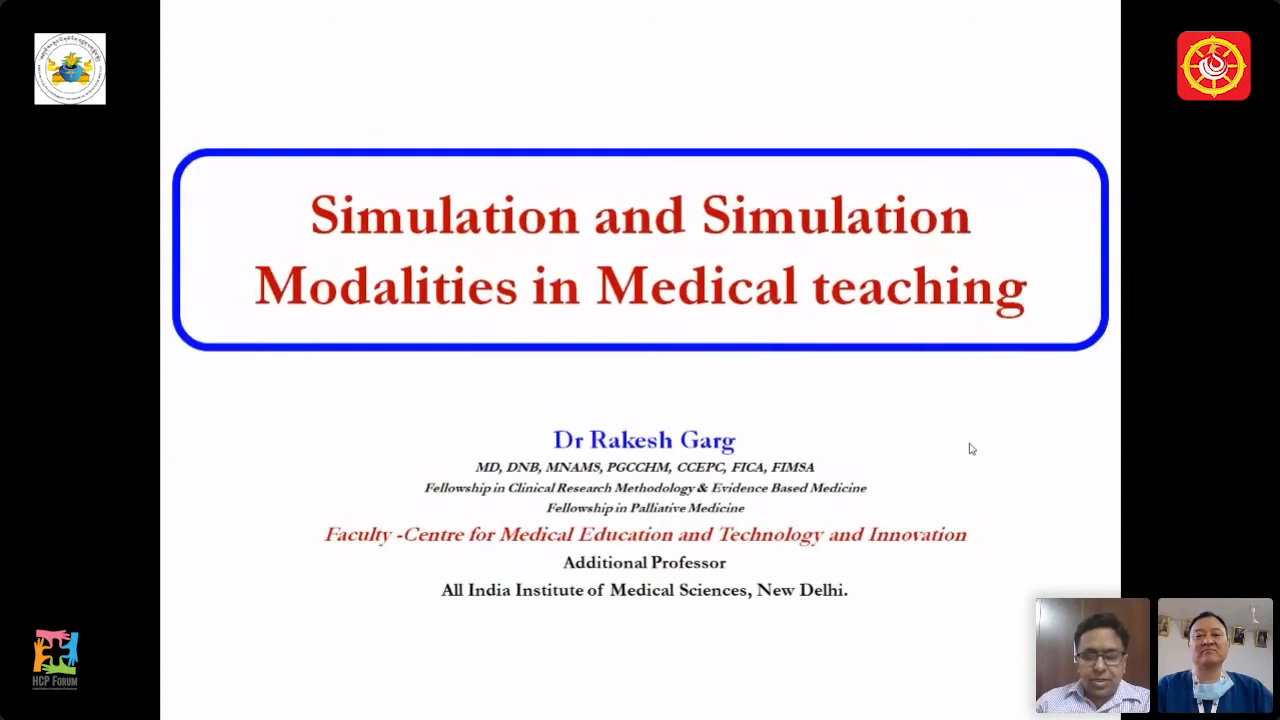 Simulation and Simulation
Modalities in Medical teaching
Dr Rakesh Garg
MD, DNB, MNAMS, PGCCHM, CCEPC, FICA, FIMSA
Fellowship in Clinical Research Methodology & Evidence Based Medicine
Fellowship in Palliative Medicine
Faculty -Centre for Medical Education and Technology and Innovation
Additional Professor
All India Institute of Medical Sciences, New Delhi.
HCP FORUM